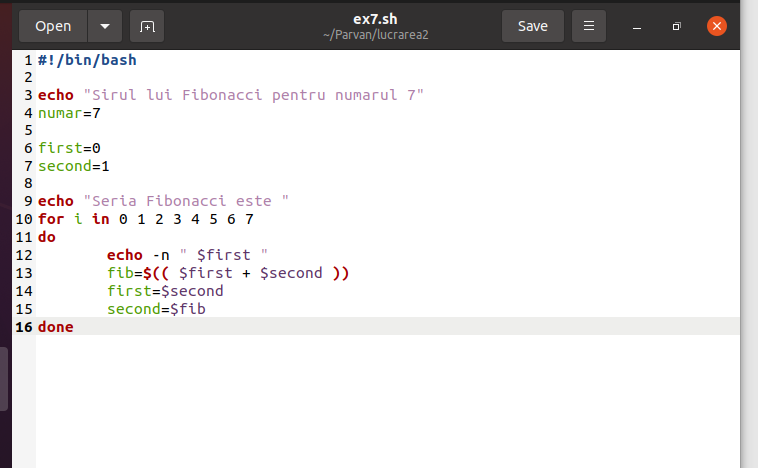 Open
ex7.sh
~/Parvan/lucrarea2
Save
1 #!/bin/bash
2
3 echo "Sirul lui Fibonacci pentru numarul 7"
4 numar=7
5
6 first=0
7 second=1
8
9 echo "Seria Fibonacci este "
10 for i in 0 1 2 3 4 5 6 7
11 do
12         echo -n " $first "
13         fib=$(( $first + $second ))
14         first=$second
15         second=$fib
16 done